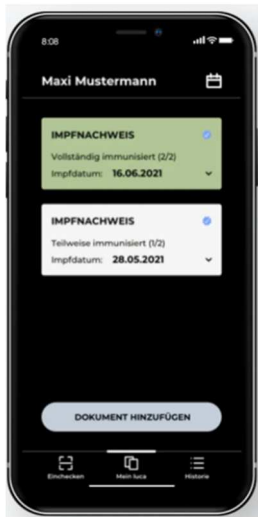 8:08
Maxi Mustermann
IMPFNACHWEIS
Vollständig immunisiert (2/2)
Impfdatum: 16.06.2021
IMPFNACHWEIS
Teilweise immunisiert (1/2)
Impfdatum: 28.05.2021
DOKUMENT HINZUFÜGEN
Einchecken Mein luca Historie